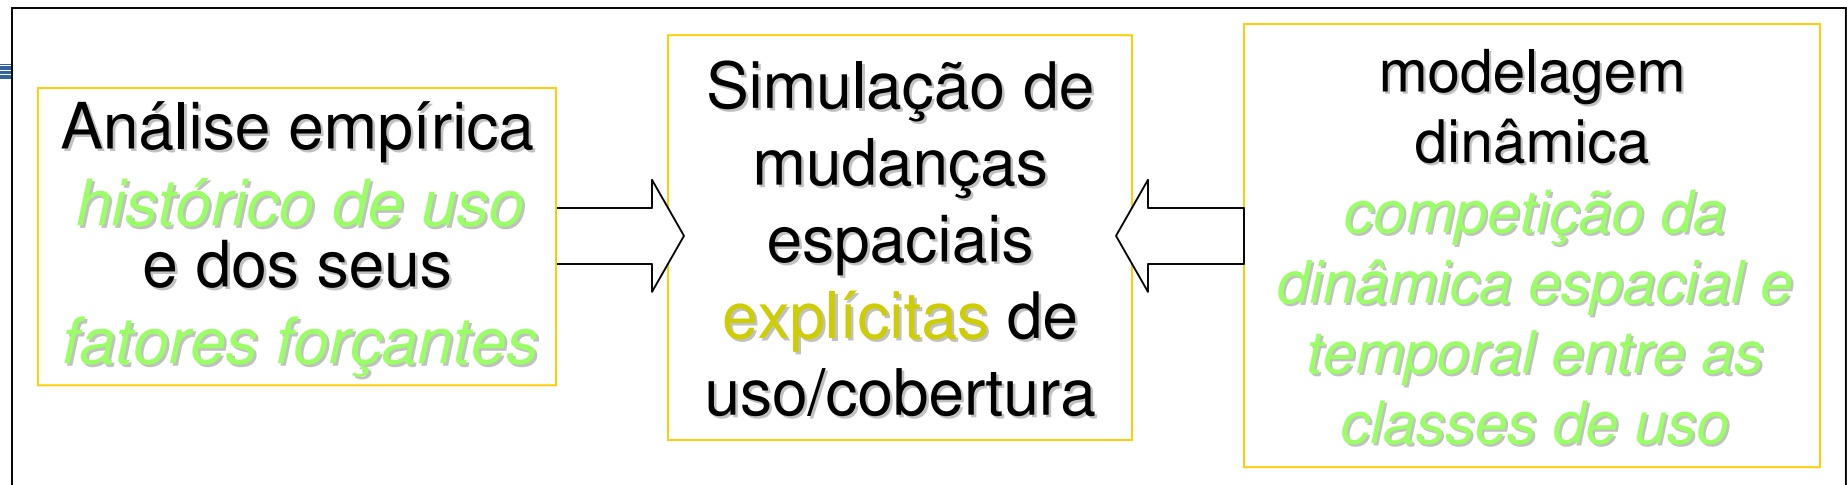 Análise empírica
histórico de uso
e dos seus
fatores forçantes
Simulação de
mudanças
espaciais
explícitas de
uso/cobertura
modelagem
dinâmica
competição da
dinâmica espacial e
temporal entre as
classes de uso